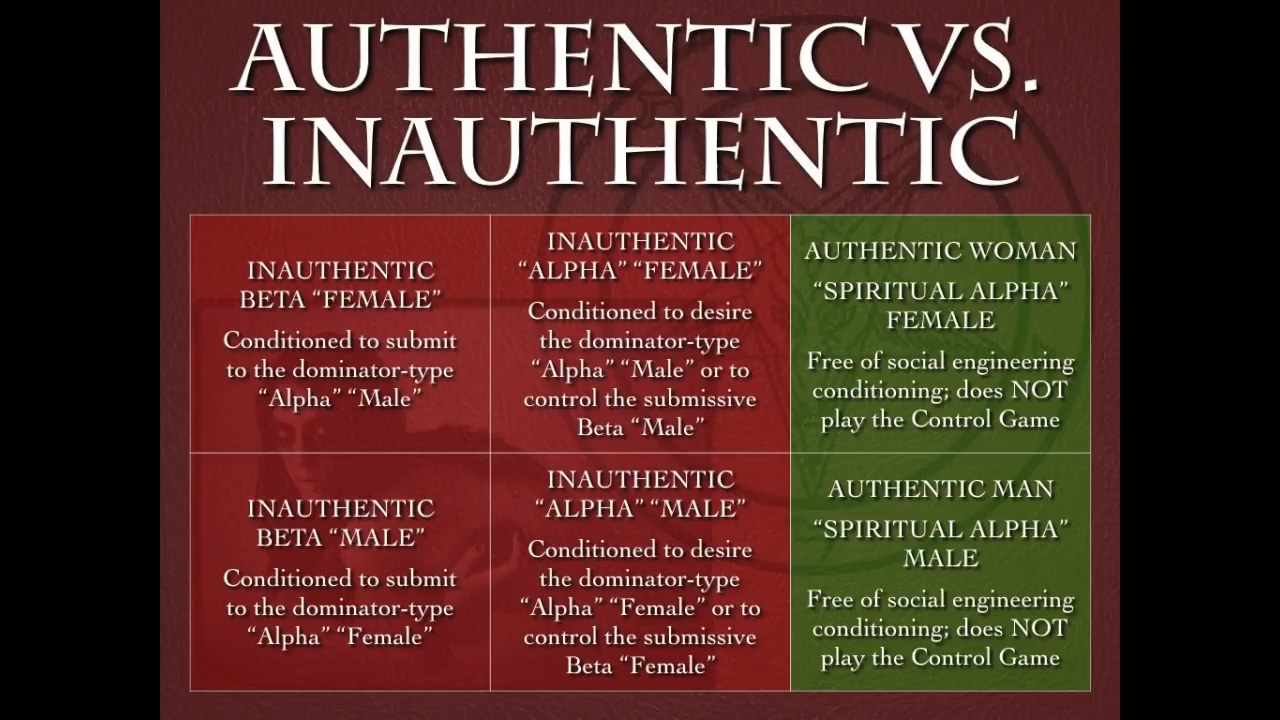 AUTHENTIC VS.
INAUTHENTIC
INAUTHENTIC
BETA “FEMALE”
Conditioned to submit
to the dominator-type
“Alpha” “Male”
INAUTHENTIC
“ALPHA” “FEMALE”
Conditioned to desire
the dominator-type
“Alpha” “Male” or to
control the submissive
Beta “Male”
AUTHENTIC WOMAN
“SPIRITUAL ALPHA”
FEMALE
Free of social engineering
conditioning; does NOT
play the Control Game
INAUTHENTIC
BETA “MALE”
Conditioned to submit
to the dominator-type
“Alpha” “Female”
INAUTHENTIC
“ALPHA” “MALE”
Conditioned to desire
the dominator-type
“Alpha” “Female” or to
control the submissive
Beta “Female”
AUTHENTIC MAN
“SPIRITUAL ALPHA”
MALE
Free of social engineering
conditioning; does NOT
play the Control Game